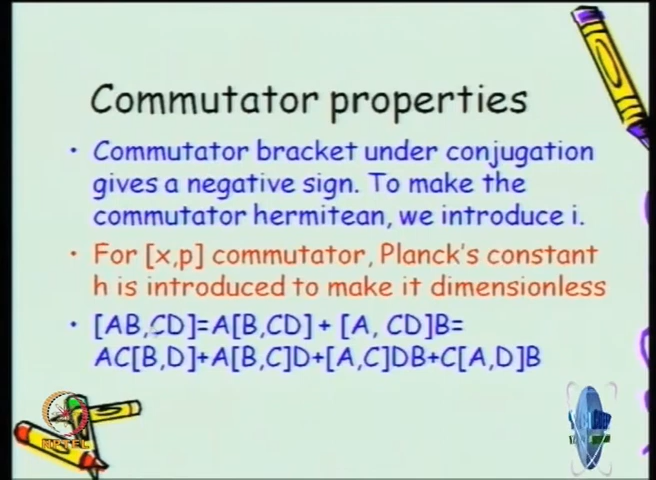 Commutator properties
• Commutator bracket under conjugation
gives a negative sign. To make the
commutator hermitean, we introduce i.
• For [x,p] commutator, Planck's constant
h is introduced to make it dimensionless
• [AB,CD]=A[B,CD]+ [A, CD]B=
AC[B,D]+A[B,C]D+[A,C]DB+C[A,D]B
NPTEL